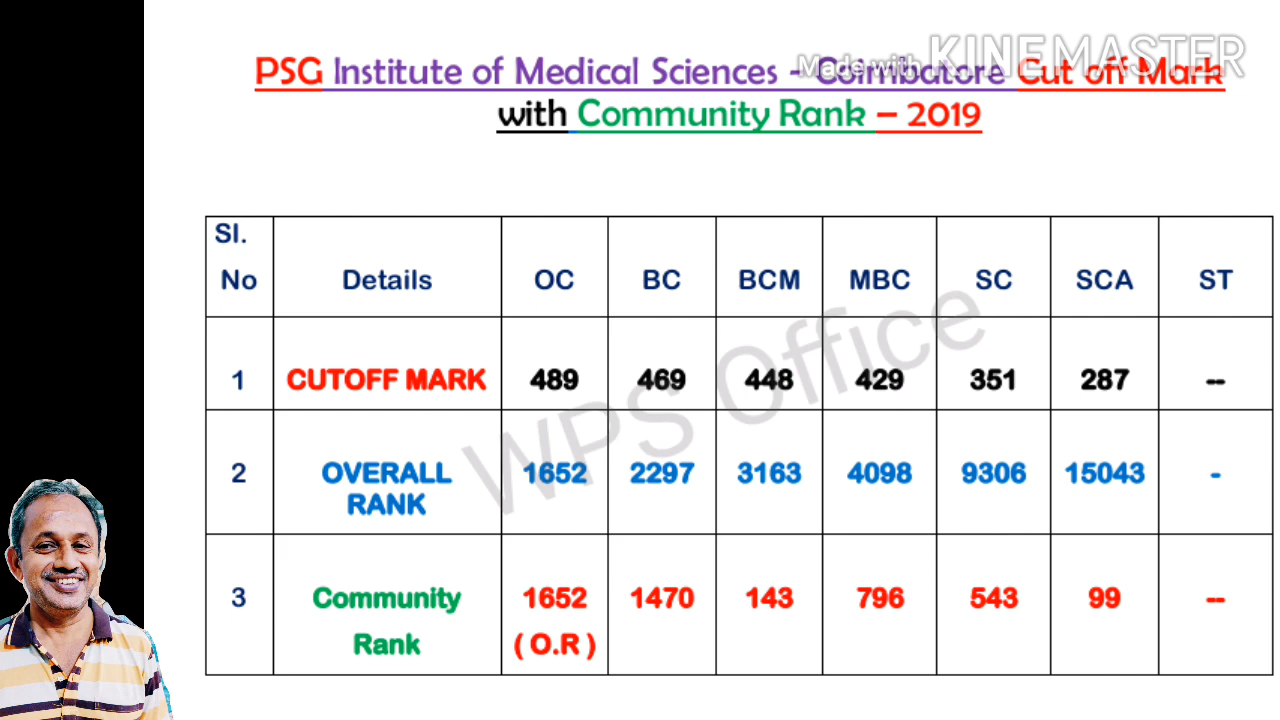 Made with KINEMASTER
PSG Institute of Medical Sciences - Coimbatore Cut off Mark
with Community Rank – 2019
Sl. No Details OC BC BCM MBC SC SCA ST
1 CUTOFF MARK 489 469 448 429 351 287 --
2 OVERALL RANK 1652 2297 3163 4098 9306 15043 -
3 Community Rank 1652 ( O.R ) 1470 143 796 543 99 --
WPS Office